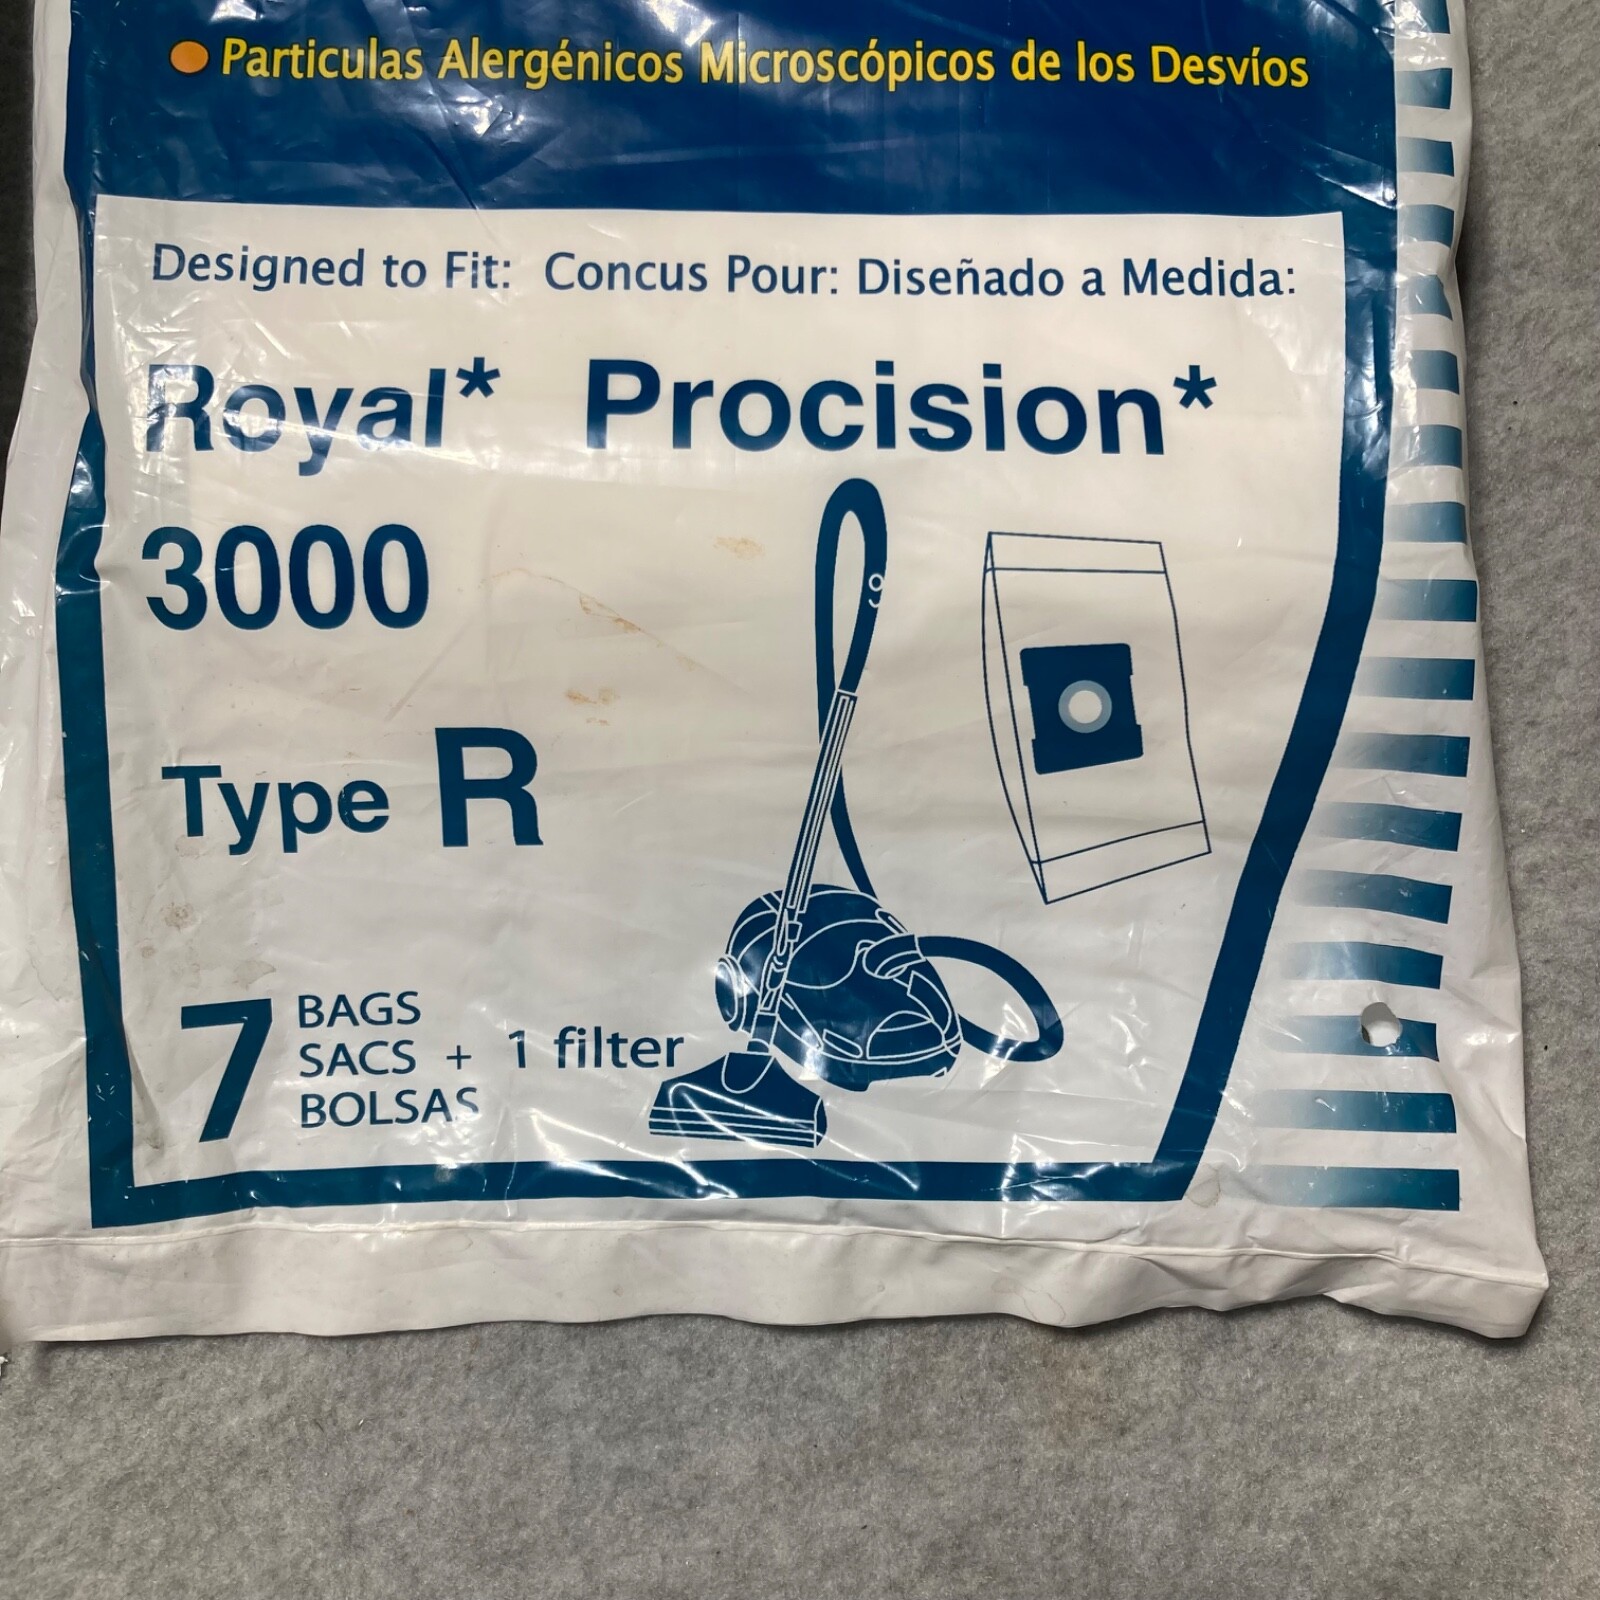 Particulas Alergénicos Microscópicos de los Desvíos
Designed to Fit: Concus Pour: Diseñado a Medida:
Royal* Procision*
3000
Type R
7 BAGS
SACS + 1 filter
BOLSAS